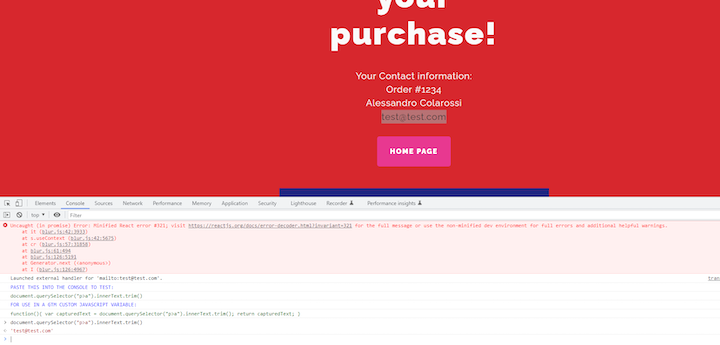 your
purchase!
Your Contact information:
Order #1234
Alessandro Colarossi
test@test.com
HOME PAGE
Elements Console Sources Network Performance Memory Application Security Lighthouse Recorder Performance insights
top Filter
Uncaught (in promise) Error: Minified React error #321; visit https://reactjs.org/docs/error-decoder.html?invariant=321 for the full message or use the non-minified dev environment for full errors and additional helpful warnings.
at s.useContext (blur.js:42:5675)
at cr (blur.js:57:31858)
at blur.js:61:494
at blur.js:126:5191
at Generator.next (<anonymous>)
at I (blur.js:126:4967)
Launched external handler for 'mailto:test@test.com'. tran
PASTE THIS INTO THE CONSOLE TO TEST:
document.querySelector("p>a").innerText.trim()
FOR USE IN A GTM CUSTOM JAVASCRIPT VARIABLE:
function(){ var capturedText = document.querySelector("p>a").innerText.trim(); return capturedText; }
> document.querySelector("p>a").innerText.trim()
< 'test@test.com'
>